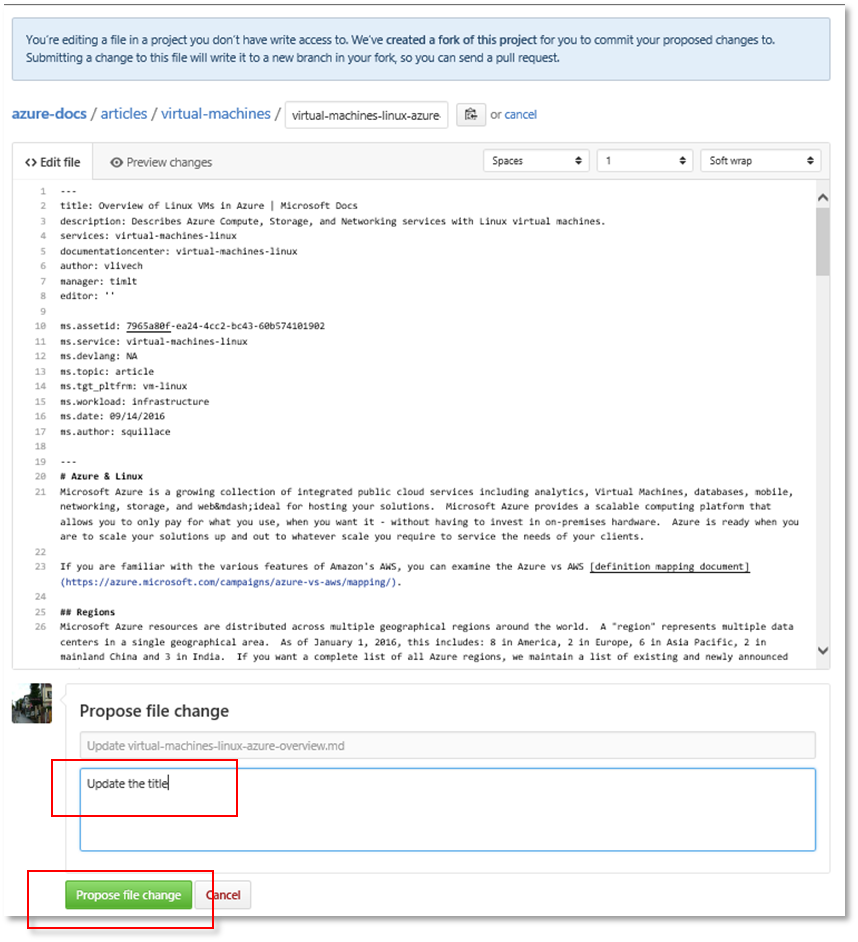 You're editing a file in a project you don't have write access to. We've created a fork of this project for you to commit your proposed changes to.
Submitting a change to this file will write it to a new branch in your fork, so you can send a pull request.
azure-docs / articles / virtual-machines / virtual-machines-linux-azure- or cancel
<> Edit file Preview changes Spaces 1 Soft wrap
1 ---
2 title: Overview of Linux VMs in Azure | Microsoft Docs
3 description: Describes Azure Compute, Storage, and Networking services with Linux virtual machines.
4 services: virtual-machines-linux
5 documentationcenter: virtual-machines-linux
6 author: vlivech
7 manager: timlt
8 editor: ''
9
10 ms.assetid: 7965a80f-ea24-4cc2-bc43-60b574101902
11 ms.service: virtual-machines-linux
12 ms.devlang: NA
13 ms.topic: article
14 ms.tgt_pltfrm: vm-linux
15 ms.workload: infrastructure
16 ms.date: 09/14/2016
17 ms.author: squillace
18
19 ---
20 # Azure & Linux
21 Microsoft Azure is a growing collection of integrated public cloud services including analytics, Virtual Machines, databases, mobile,
networking, storage, and web&mdash;ideal for hosting your solutions.  Microsoft Azure provides a scalable computing platform that
allows you to only pay for what you use, when you want it - without having to invest in on-premises hardware.  Azure is ready when you
are to scale your solutions up and out to whatever scale you require to service the needs of your clients.
22
23 If you are familiar with the various features of Amazon's AWS, you can examine the Azure vs AWS [definition mapping document]
(https://azure.microsoft.com/campaigns/azure-vs-aws/mapping/).
24
25 ## Regions
26 Microsoft Azure resources are distributed across multiple geographical regions around the world.  A "region" represents multiple data
centers in a single geographical area.  As of January 1, 2016, this includes: 8 in America, 2 in Europe, 6 in Asia Pacific, 2 in
mainland China and 3 in India.  If you want a complete list of all Azure regions, we maintain a list of existing and newly announced
Propose file change
Update virtual-machines-linux-azure-overview.md
Update the title
Propose file change Cancel